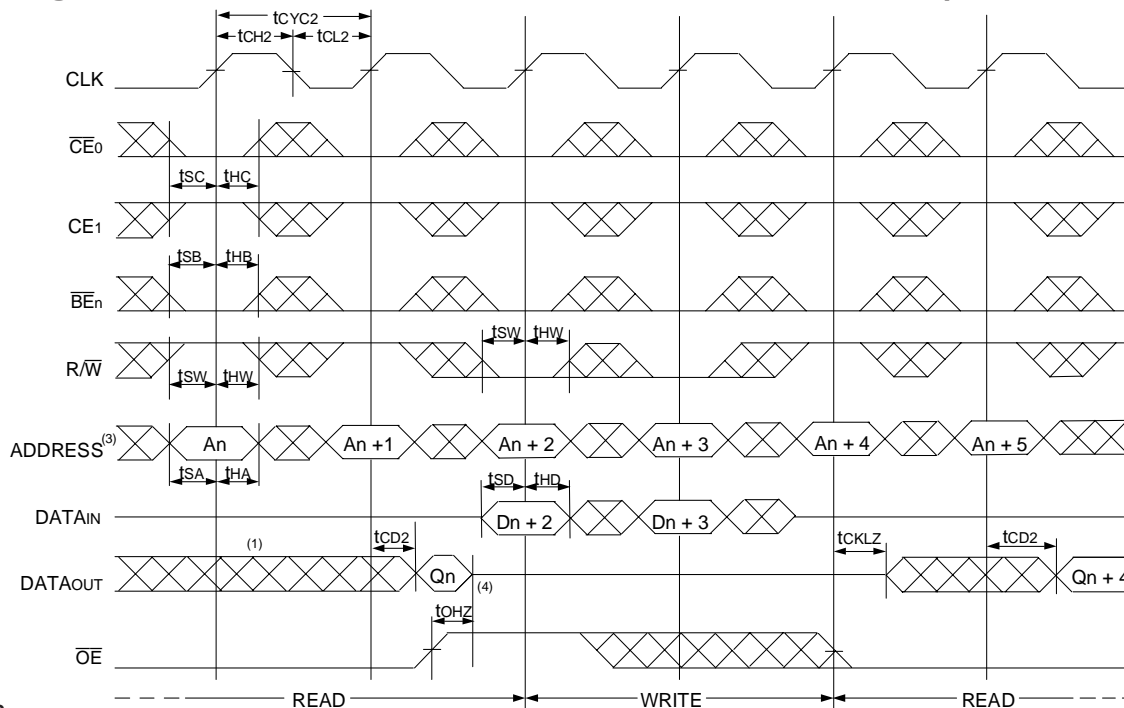 tCYC2
tCH2 tCL2
CLK
CE0
tSC tHC
CE1
tSB tHB
BEn
tSW tHW
R/W
tSW tHW
ADDRESS(3) An An +1 An + 2 An + 3 An + 4 An + 5
tSA tHA
tSD tHD
DATAIN Dn + 2 Dn + 3
(1) tCD2 tCKLZ tCD2
DATAOUT Qn (4) Qn + 4
tOHZ
OE
READ WRITE READ